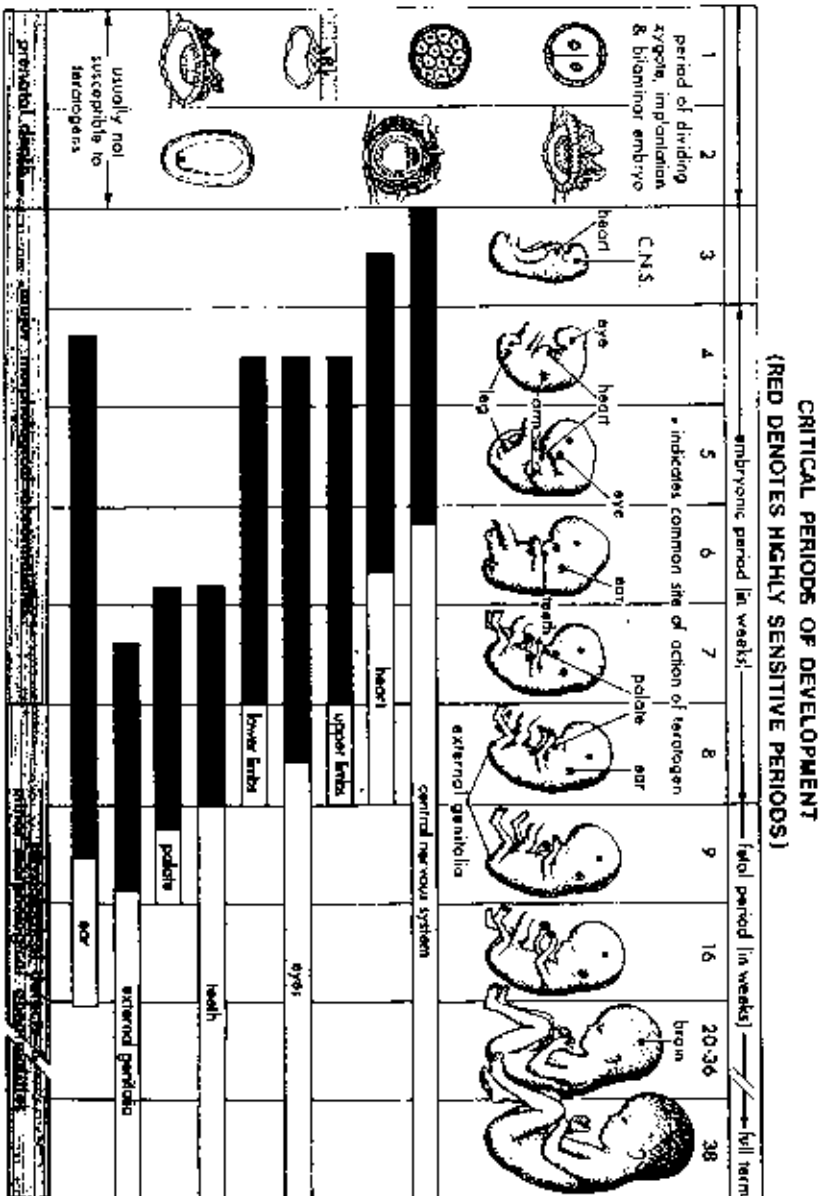 CRITICAL PERIODS OF DEVELOPMENT
(RED DENOTES HIGHLY SENSITIVE PERIODS)
embryonic period (in weeks)
fetal period (in weeks)
full term
period of dividing
zygote, implantation
& bilaminar embryo
1
2
3
4
5
6
7
8
9
16
20-36
38
• indicates common site of action of teratogen
C.N.S.
heart
eye
heart
leg
arm
eye
ear
teeth
palate
ear
external genitalia
brain
central nervous system
heart
upper limbs
eyes
lower limbs
teeth
palate
external genitalia
ear
usually not
susceptible to
teratogens
prenatal death